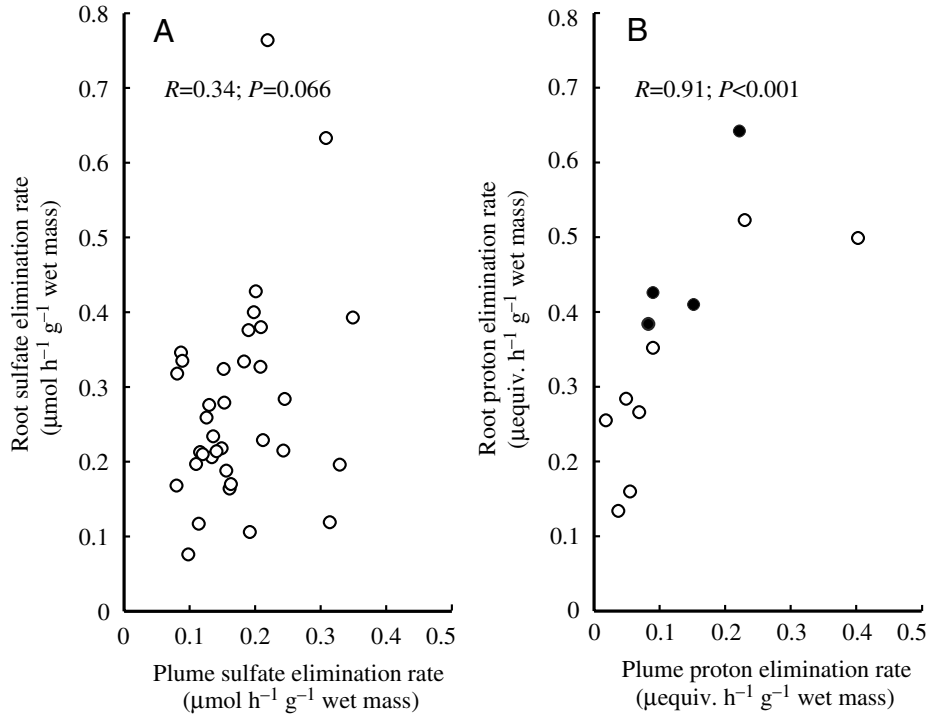 A
R=0.34; P=0.066
0.8
0.7
0.6
0.5
0.4
0.3
0.2
0.1
0
0 0.1 0.2 0.3 0.4 0.5
Root sulfate elimination rate
(μmol h⁻¹ g⁻¹ wet mass)
Plume sulfate elimination rate
(μmol h⁻¹ g⁻¹ wet mass)
B
R=0.91; P<0.001
0.8
0.7
0.6
0.5
0.4
0.3
0.2
0.1
0
0 0.1 0.2 0.3 0.4 0.5
Root proton elimination rate
(μequiv. h⁻¹ g⁻¹ wet mass)
Plume proton elimination rate
(μequiv. h⁻¹ g⁻¹ wet mass)